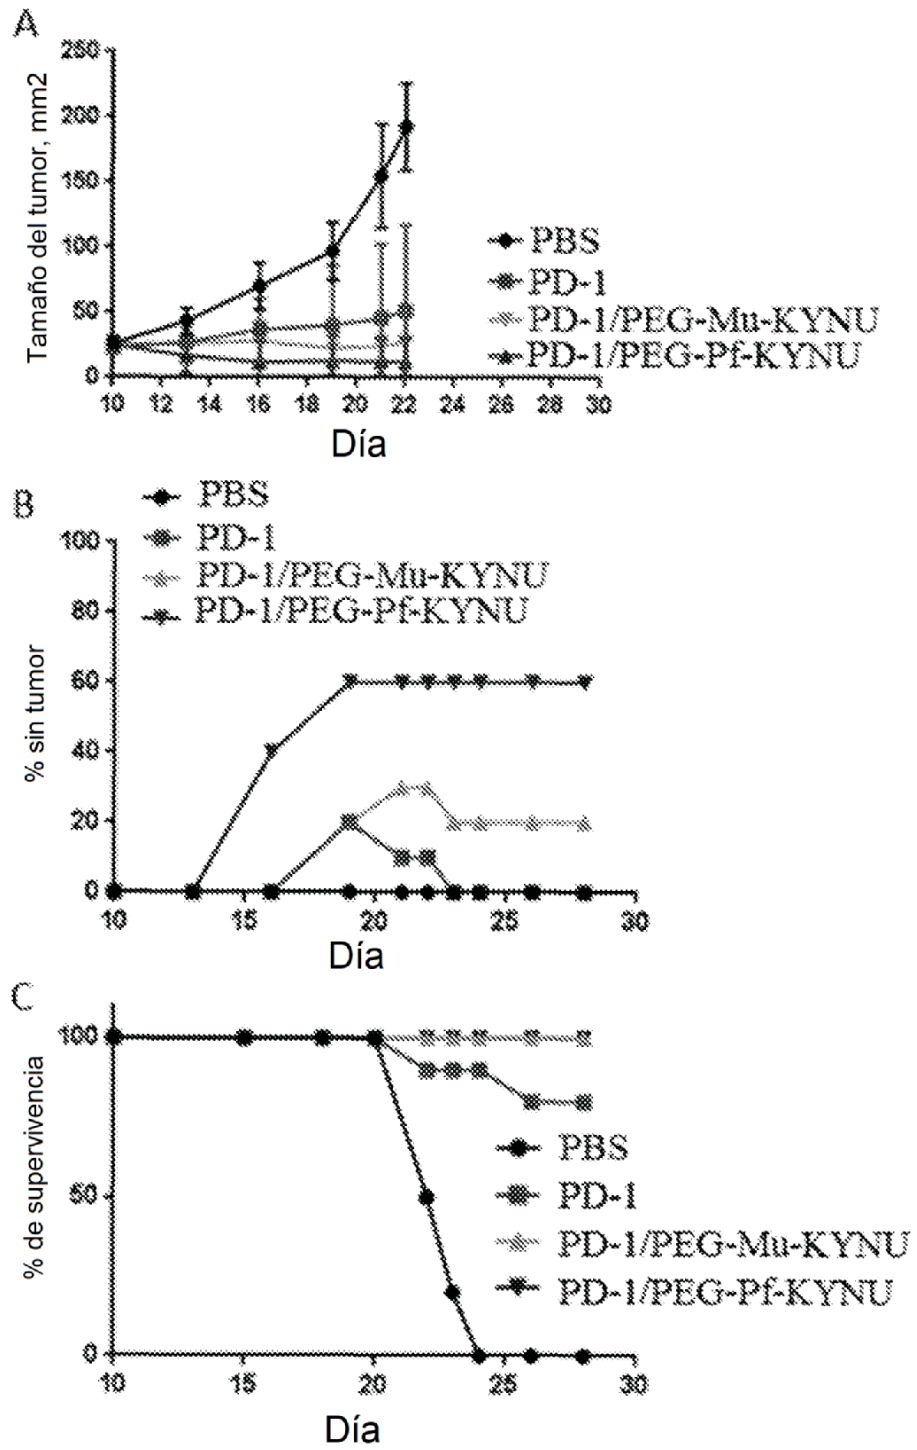 A
250
200
150
100
50
0
Tamaño del tumor, mm2
10 12 14 16 18 20 22 24 26 28 30
Día
PBS
PD-1
PD-1/PEG-Mu-KYNU
PD-1/PEG-Pf-KYNU
B
PBS
PD-1
PD-1/PEG-Mu-KYNU
PD-1/PEG-Pf-KYNU
100
80
60
40
20
0
% sin tumor
10 15 20 25 30
Día
C
100
50
0
% de supervivencia
PBS
PD-1
PD-1/PEG-Mu-KYNU
PD-1/PEG-Pf-KYNU
10 15 20 25 30
Día